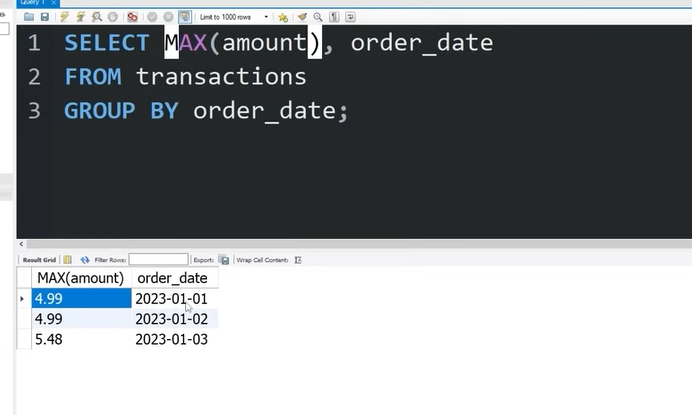 Query 1
Limit to 1000 rows
1 SELECT MAX(amount), order_date
2 FROM transactions
3 GROUP BY order_date;
Result Grid Filter Rows: Export: Wrap Cell Content:
MAX(amount) order_date
4.99 2023-01-01
4.99 2023-01-02
5.48 2023-01-03